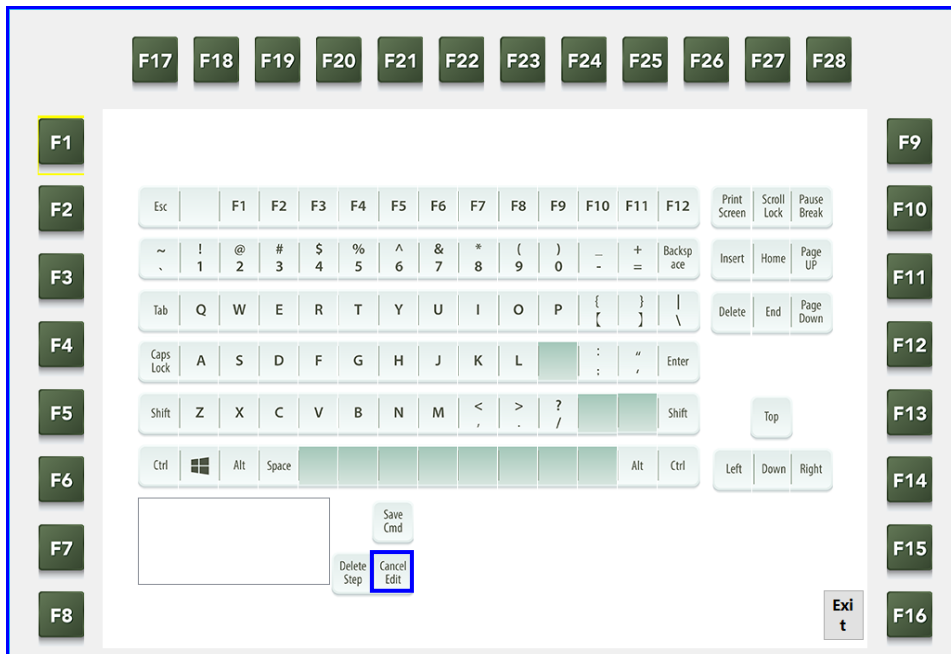 F17 F18 F19 F20 F21 F22 F23 F24 F25 F26 F27 F28
F1
F2
F3
F4
F5
F6
F7
F8
Esc F1 F2 F3 F4 F5 F6 F7 F8 F9 F10 F11 F12
~ ! @ # $ % ^ & * ( ) _ + Backsp
` 1 2 3 4 5 6 7 8 9 0 - = ace
Tab Q W E R T Y U I O P { } |
【 】 \
Caps A S D F G H J K L : " Enter
Lock ; ,
Shift Z X C V B N M < > ? Shift
, . /
Ctrl Alt Space Alt Ctrl
Print Scroll Pause
Screen Lock Break
Insert Home Page
UP
Delete End Page
Down
Top
Left Down Right
Save
Cmd
Delete Cancel
Step Edit
Exi
t
F9
F10
F11
F12
F13
F14
F15
F16